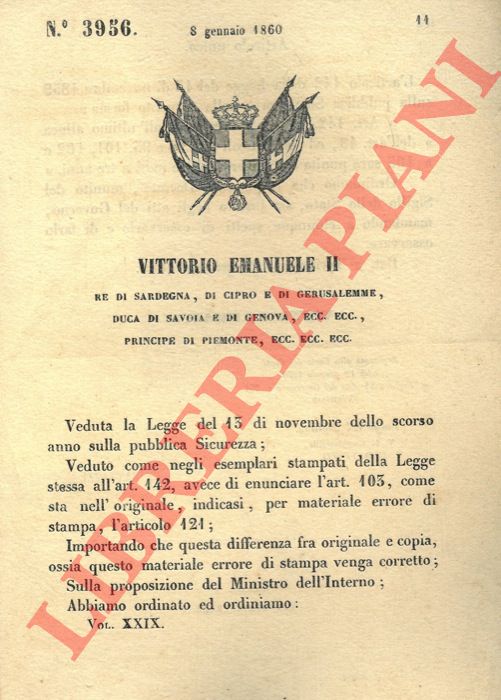 N.° 3956.
8 gennaio 1860
11
VITTORIO EMANUELE II
RE DI SARDEGNA, DI CIPRO E DI GERUSALEMME,
DUCA DI SAVOIA E DI GENOVA, ECC. ECC.,
PRINCIPE DI PIEMONTE, ECC. ECC. ECC.
Veduta la Legge del 13 di novembre dello scorso
anno sulla pubblica Sicurezza;
Veduto come negli esemplari stampati della Legge
stessa all'art. 142, avece di enunciare l'art. 103, come
sta nell'originale, indicasi, per materiale errore di
stampa, l'articolo 121;
Importando che questa differenza fra originale e copia,
ossia questo materiale errore di stampa venga corretto;
Sulla proposizione del Ministro dell'Interno;
Abbiamo ordinato ed ordiniamo:
VOL. XXIX.
LIBRERIA PIANI